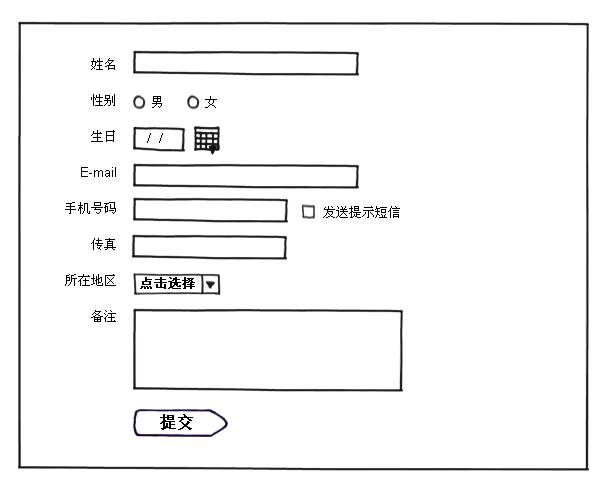 姓名
性别 男 女
生日 / /
E-mail
手机号码 发送提示短信
传真
所在地区 点击选择
备注
提交